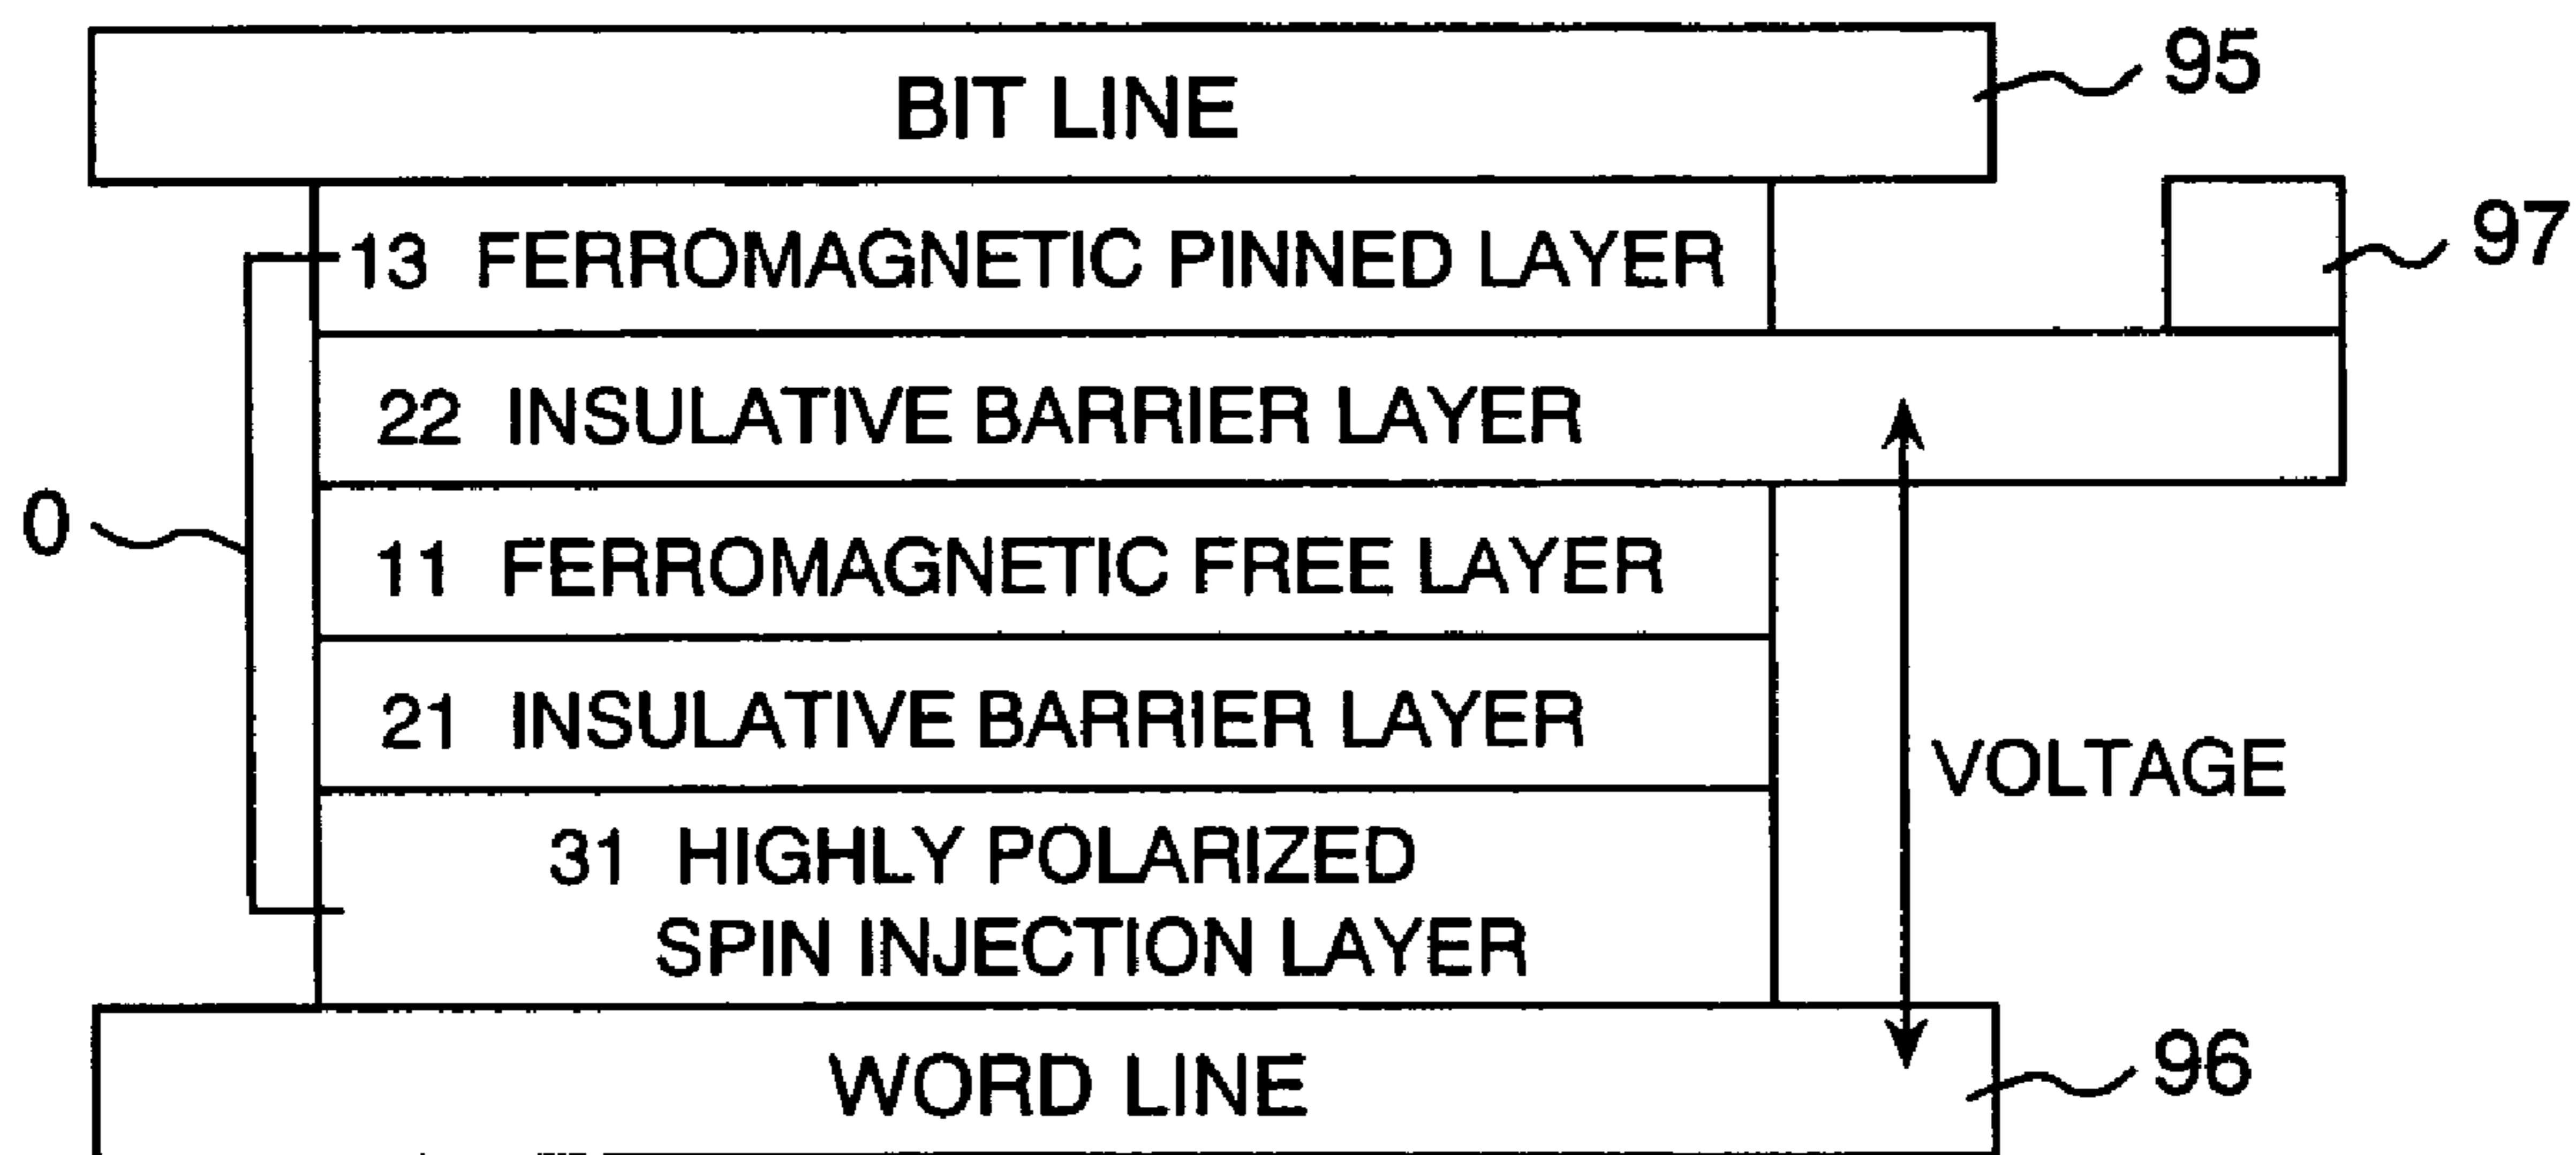 BIT LINE
95
13 FERROMAGNETIC PINNED LAYER
97
22 INSULATIVE BARRIER LAYER
0
11 FERROMAGNETIC FREE LAYER
21 INSULATIVE BARRIER LAYER
VOLTAGE
31 HIGHLY POLARIZED
SPIN INJECTION LAYER
WORD LINE
96